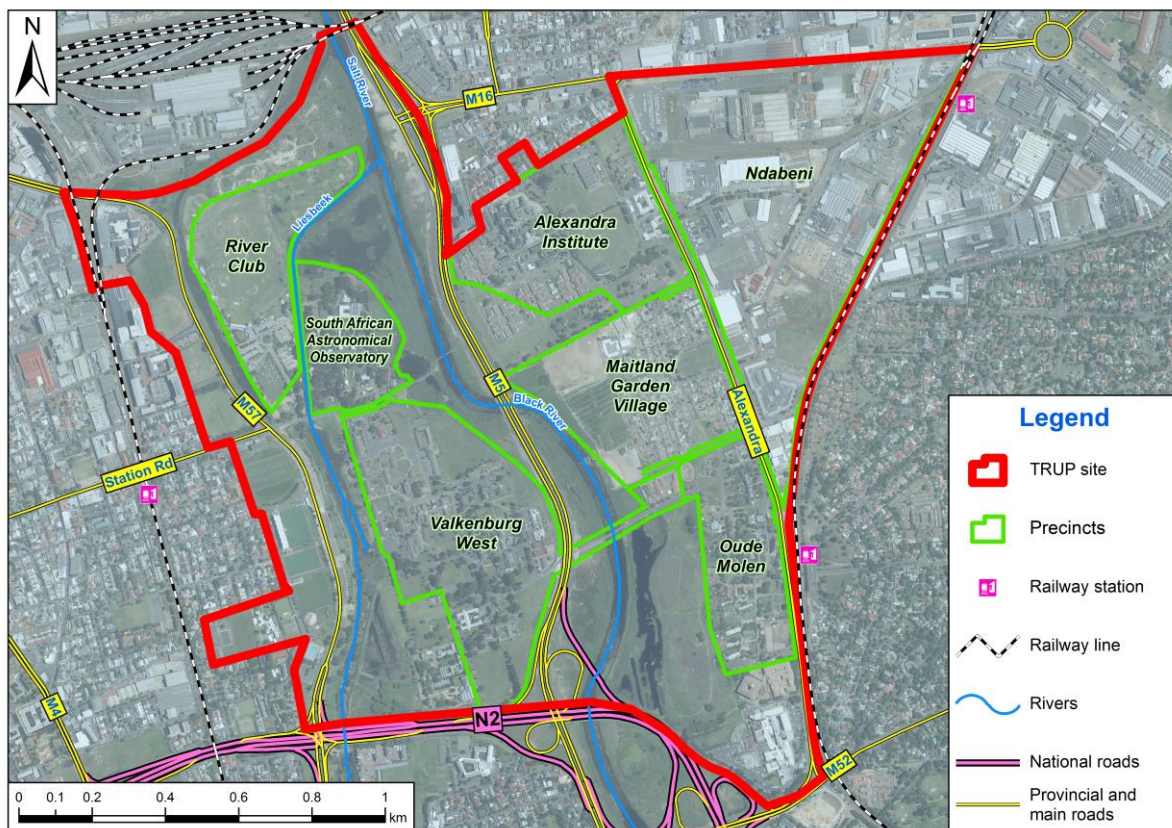 N
Salt River
M16
Ndabeni
Alexandra
Institute
Liesbeek
River
Club
South African
Astronomical
Observatory
Maitland
Garden
Village
M5
Black River
Alexandra
M57
Station Rd
Valkenburg
West
Oude
Molen
M4
N2
M52
Legend
TRUP site
Precincts
Railway station
Railway line
Rivers
National roads
Provincial and
main roads
0 0.1 0.2 0.4 0.6 0.8 1
km